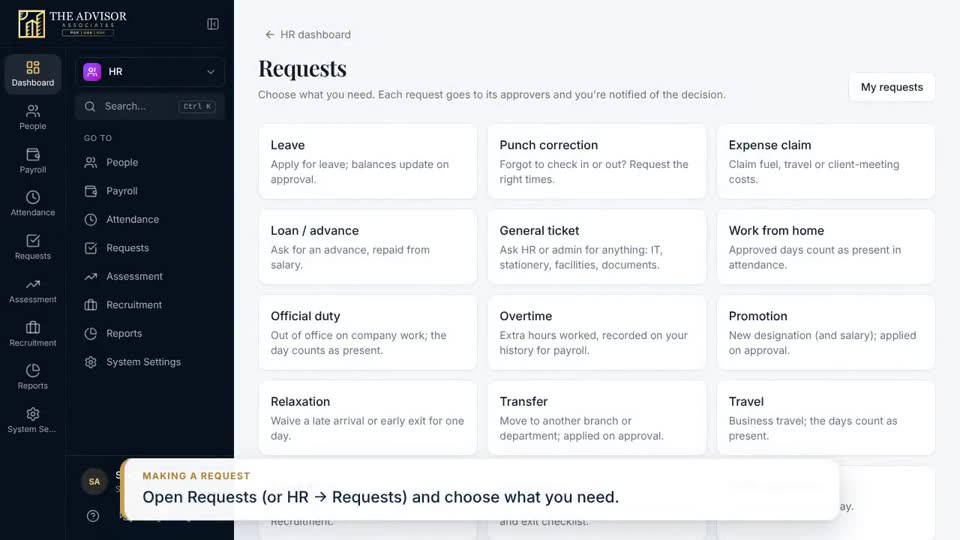 THE ADVISOR
ASSOCIATES
Dashboard
People
Payroll
Attendance
Requests
Assessment
Recruitment
Reports
System Se...
HR
Search...
Ctrl K
GO TO
People
Payroll
Attendance
Requests
Assessment
Recruitment
Reports
System Settings
SA
← HR dashboard
Requests
Choose what you need. Each request goes to its approvers and you're notified of the decision.
My requests
Leave
Apply for leave; balances update on
approval.
Punch correction
Forgot to check in or out? Request the
right times.
Expense claim
Claim fuel, travel or client-meeting
costs.
Loan / advance
Ask for an advance, repaid from
salary.
General ticket
Ask HR or admin for anything: IT,
stationery, facilities, documents.
Work from home
Approved days count as present in
attendance.
Official duty
Out of office on company work; the
day counts as present.
Overtime
Extra hours worked, recorded on your
history for payroll.
Promotion
New designation (and salary); applied
on approval.
Relaxation
Waive a late arrival or early exit for one
day.
Transfer
Move to another branch or
department; applied on approval.
Travel
Business travel; the days count as
present.
MAKING A REQUEST
Open Requests (or HR → Requests) and choose what you need.
Recruitment.
and exit checklist.